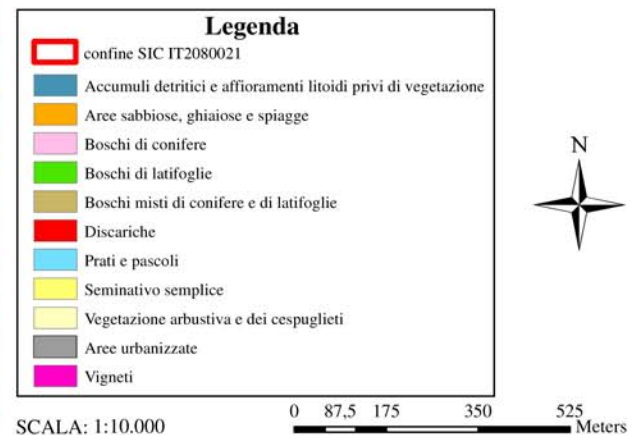 Legenda
confine SIC IT2080021
Accumuli detritici e affioramenti litoidi privi di vegetazione
Aree sabbiose, ghiaiose e spiagge
Boschi di conifere
Boschi di latifoglie
Boschi misti di conifere e di latifoglie
Discariche
Prati e pascoli
Seminativo semplice
Vegetazione arbustiva e dei cespuglieti
Aree urbanizzate
Vigneti
N
SCALA: 1:10.000
0 87,5 175 350 525
Meters